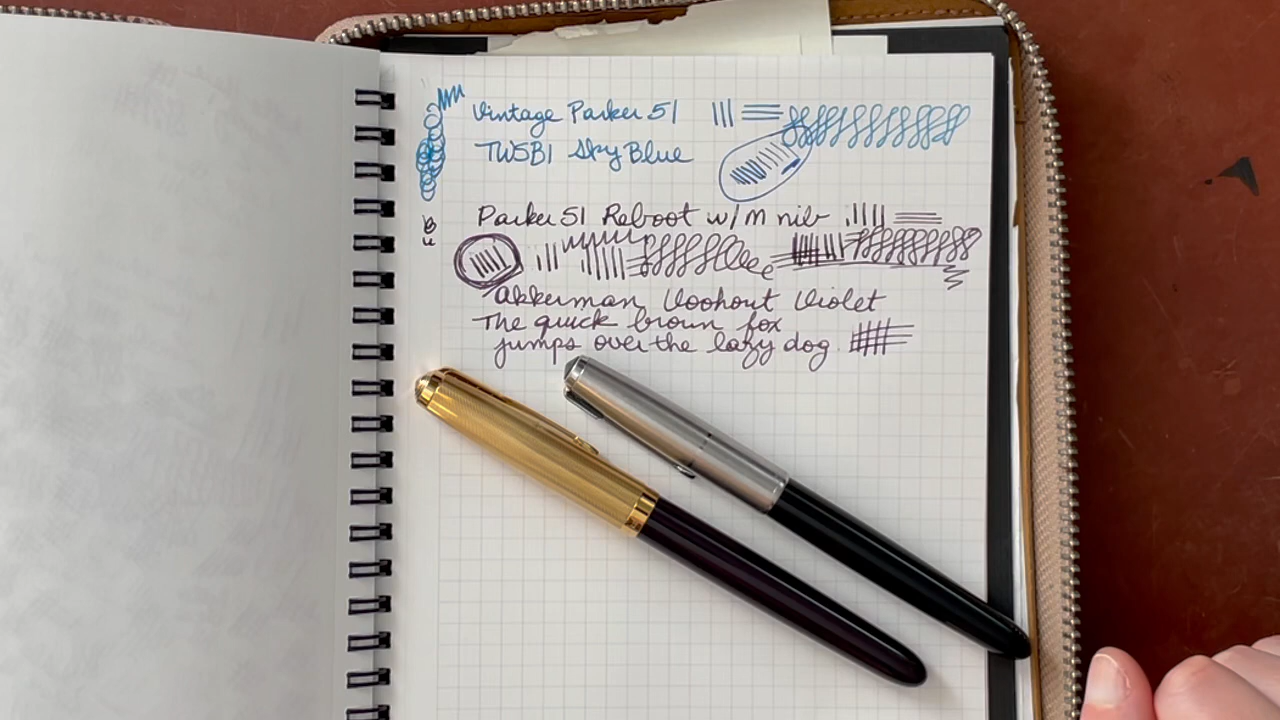 Vintage Parker 51
TWSBI Sky Blue
Parker 51 Reboot w/M nib
Akkerman Voohout Violet
The quick brown fox
jumps over the lazy dog